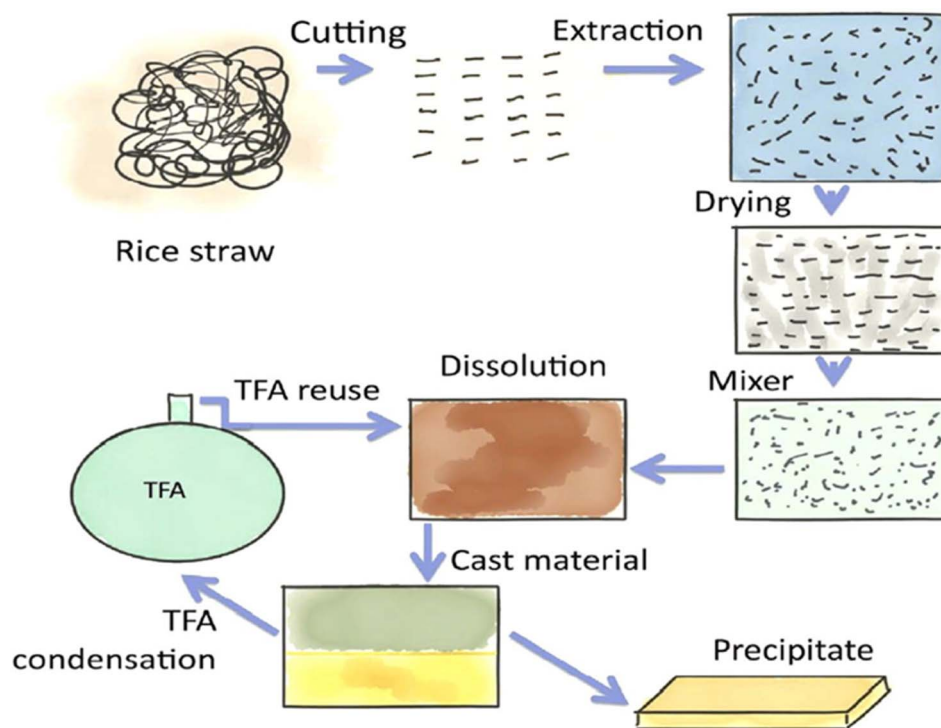 Cutting
Extraction
Rice straw
Drying
Mixer
Dissolution
TFA reuse
TFA
Cast material
TFA
condensation
Precipitate